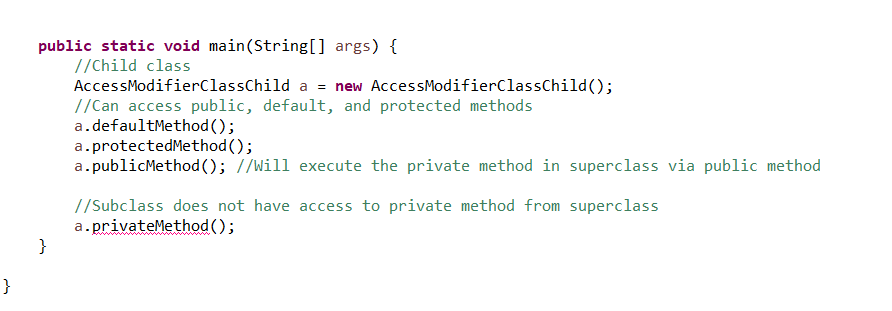 public static void main(String[] args) {
//Child class
AccessModifierClassChild a = new AccessModifierClassChild();
//Can access public, default, and protected methods
a.defaultMethod();
a.protectedMethod();
a.publicMethod(); //Will execute the private method in superclass via public method
//Subclass does not have access to private method from superclass
a.privateMethod();
}
}